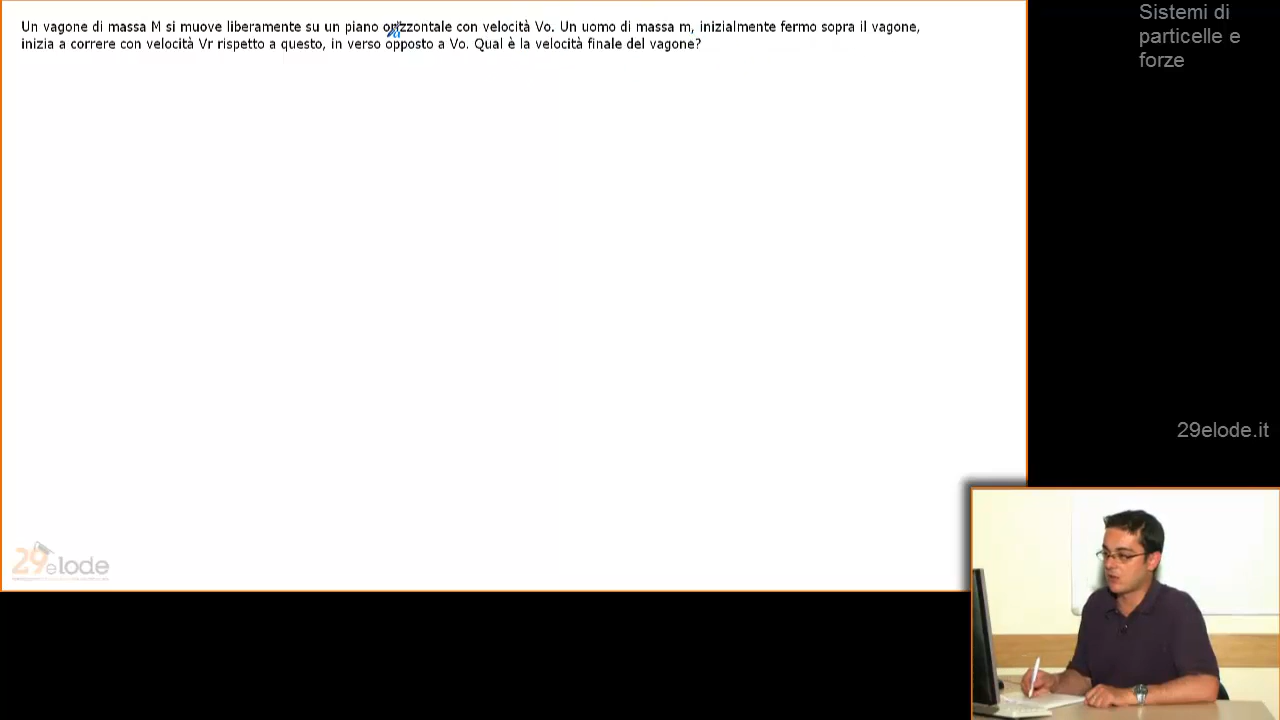 Un vagone di massa M si muove liberamente su un piano orizzontale con velocità Vo. Un uomo di massa m, inizialmente fermo sopra il vagone,
inizia a correre con velocità Vr rispetto a questo, in verso opposto a Vo. Qual è la velocità finale del vagone?
Sistemi di
particelle e
forze
29elode.it
29elode